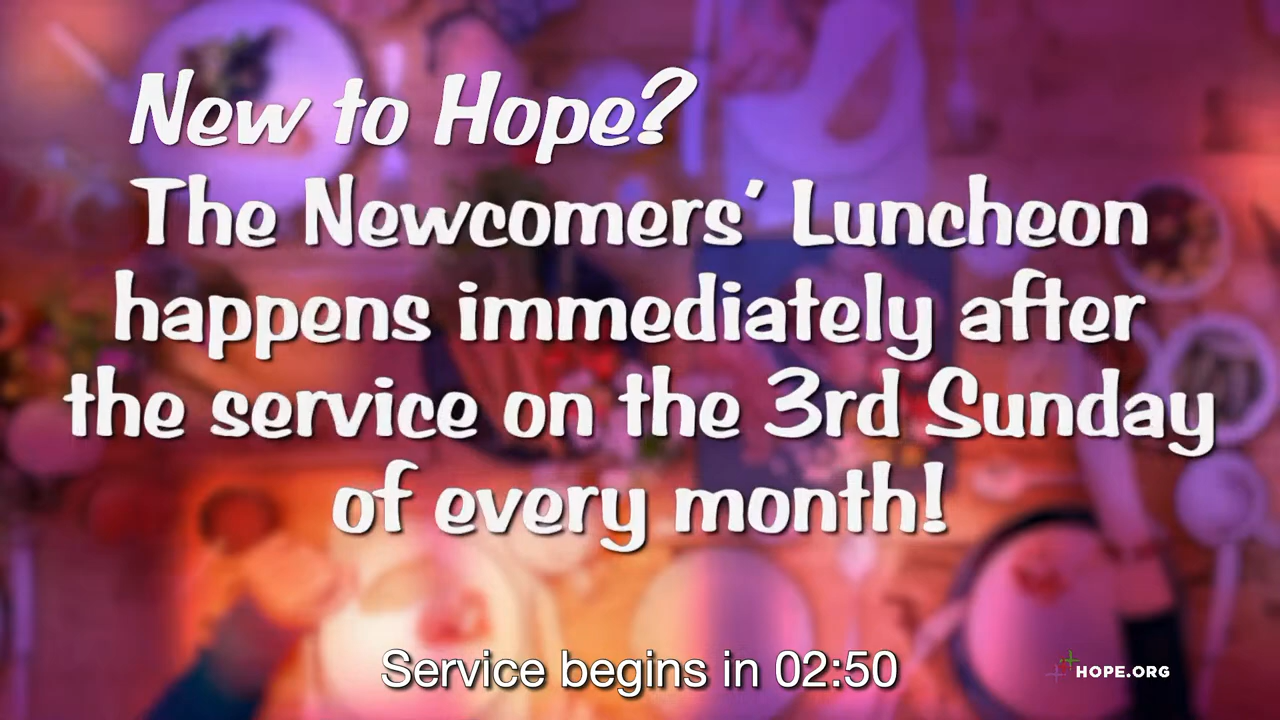 New to Hope?
The Newcomers’ Luncheon
happens immediately after
the service on the 3rd Sunday
of every month!
Service begins in 02:50
HOPE.ORG